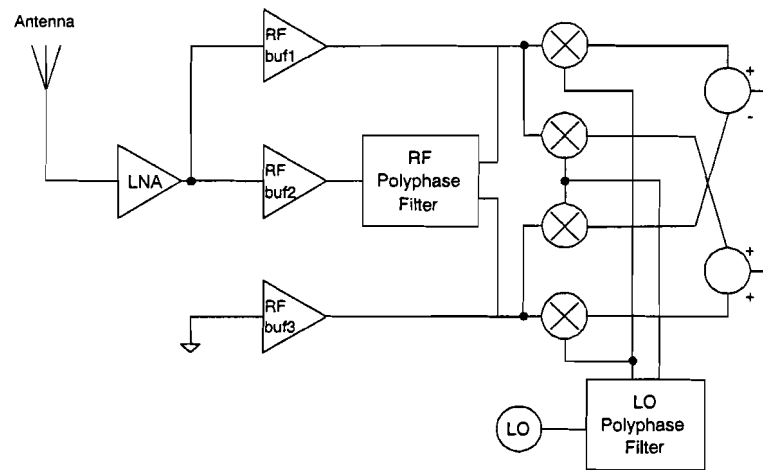 Antenna
RF
buf1
LNA
RF
buf2
RF
Polyphase
Filter
RF
buf3
+
-
+
+
LO
LO
Polyphase
Filter